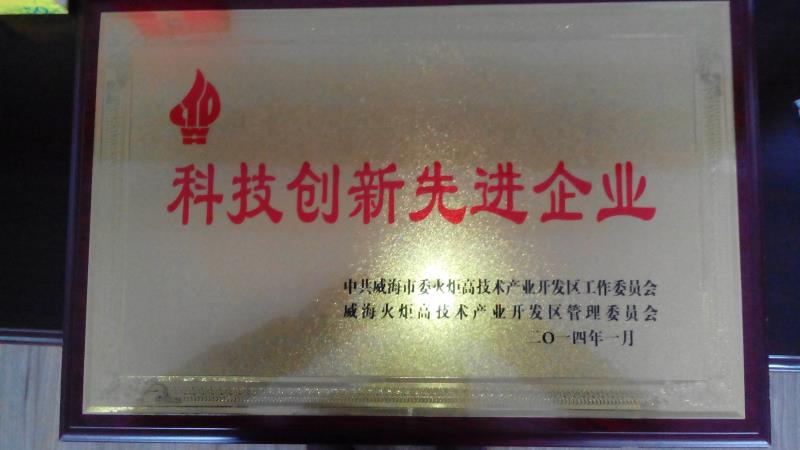 科技创新先进企业
中共威海市委火炬高技术产业开发区工作委员会
威海火炬高技术产业开发区管理委员会
二〇一四年一月